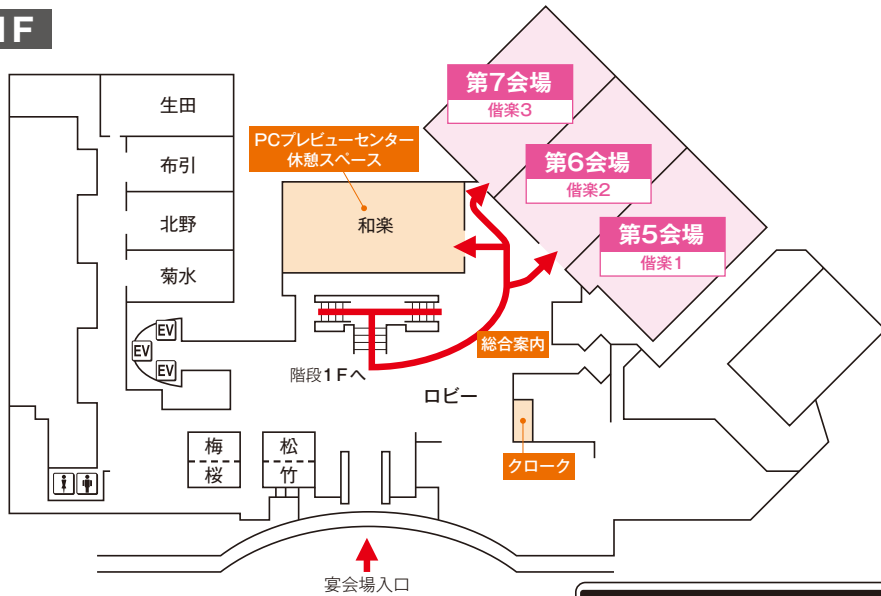 1F
生田
布引
北野
菊水
PCプレビューセンター
休憩スペース
和楽
第7会場
偕楽3
第6会場
偕楽2
第5会場
偕楽1
EV
EV
EV
階段1Fへ
総合案内
ロビー
クローク
梅
桜
松
竹
宴会場入口